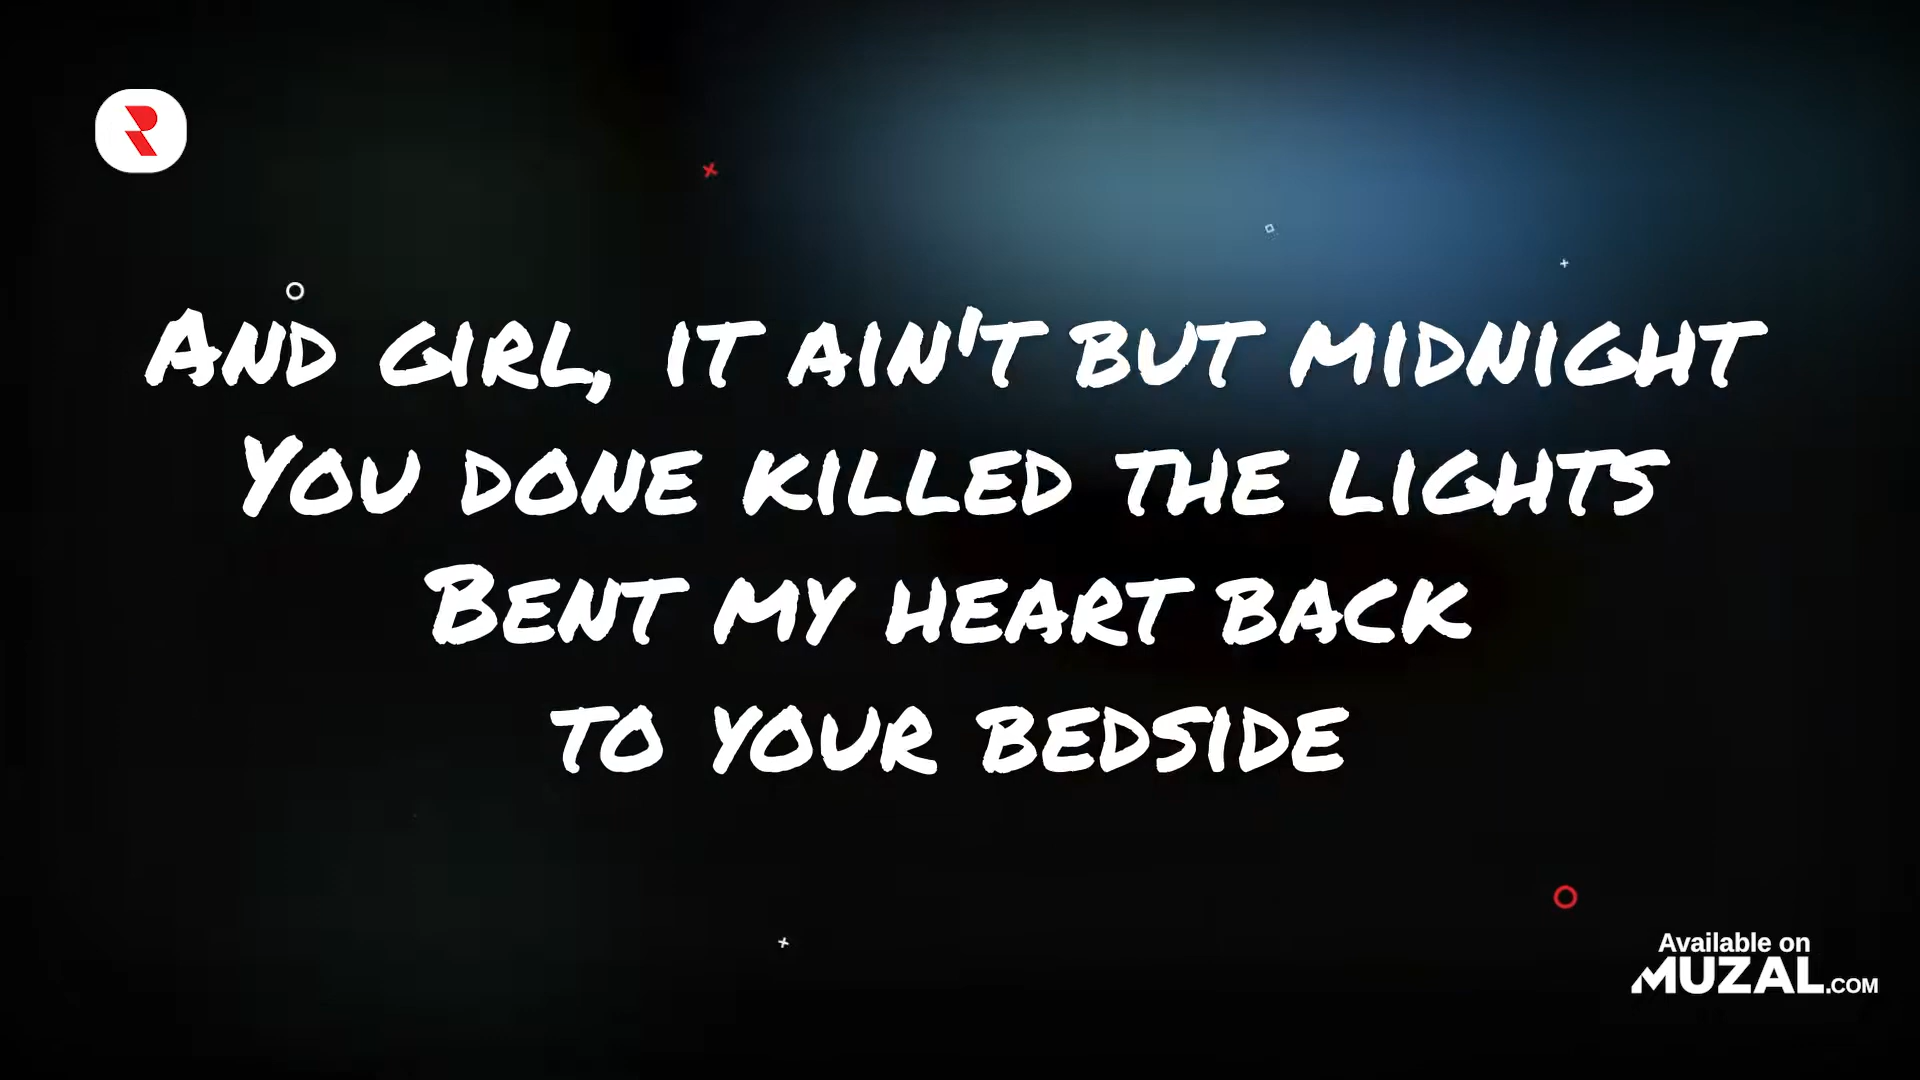 And girl, it ain't but midnight
You done killed the lights
Bent my heart back
to your bedside
Available on
MUZAL.COM